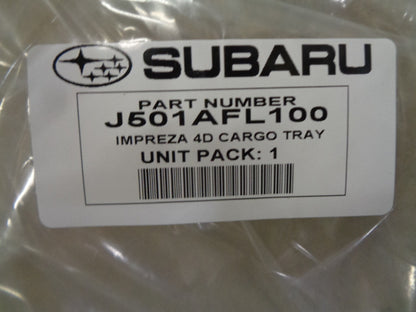 SUBARU
PART NUMBER
J501AFL100
IMPREZA 4D CARGO TRAY
UNIT PACK: 1